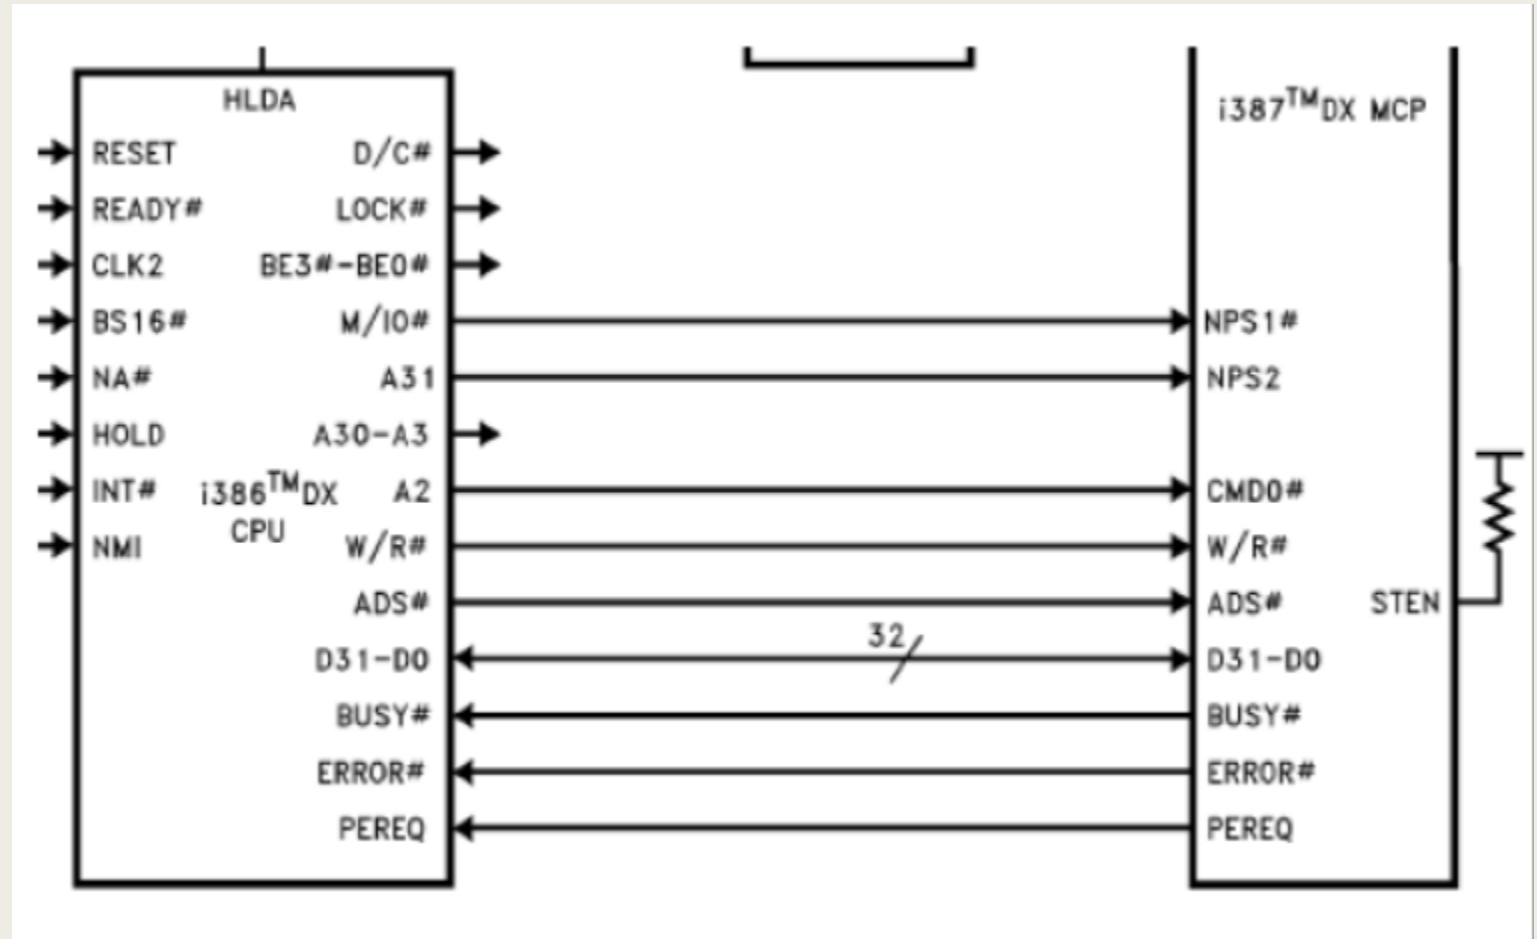 HLDA
i387™DX MCP
RESET D/C#
READY# LOCK#
CLK2 BE3#-BE0#
BS16# M/IO# NPS1#
NA# A31 NPS2
HOLD A30-A3
INT# i386™DX A2 CMD0#
CPU
NMI W/R# W/R#
ADS# ADS# STEN
32
D31-D0 D31-D0
BUSY# BUSY#
ERROR# ERROR#
PEREQ PEREQ